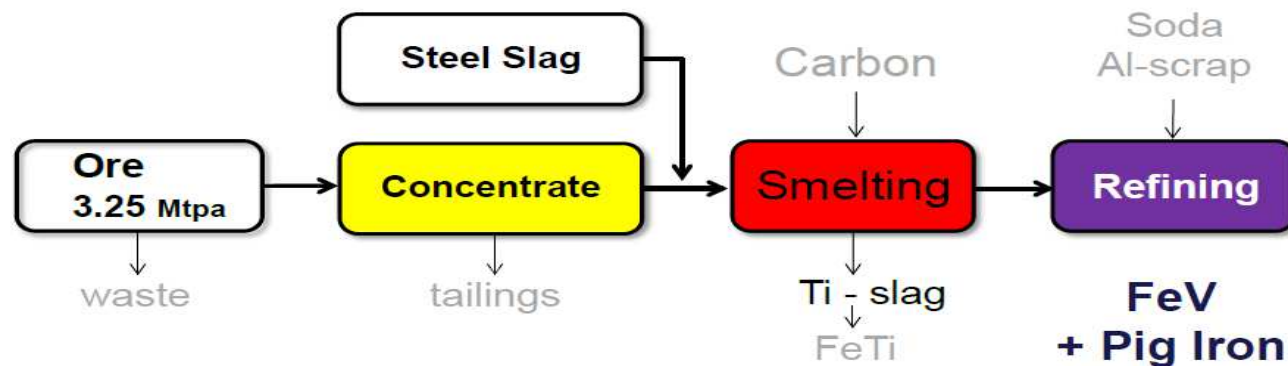 Steel Slag
Carbon
Soda
Al-scrap
Ore
3.25 Mtpa
Concentrate
Smelting
Refining
waste
tailings
Ti - slag
FeTi
FeV
+ Pig Iron